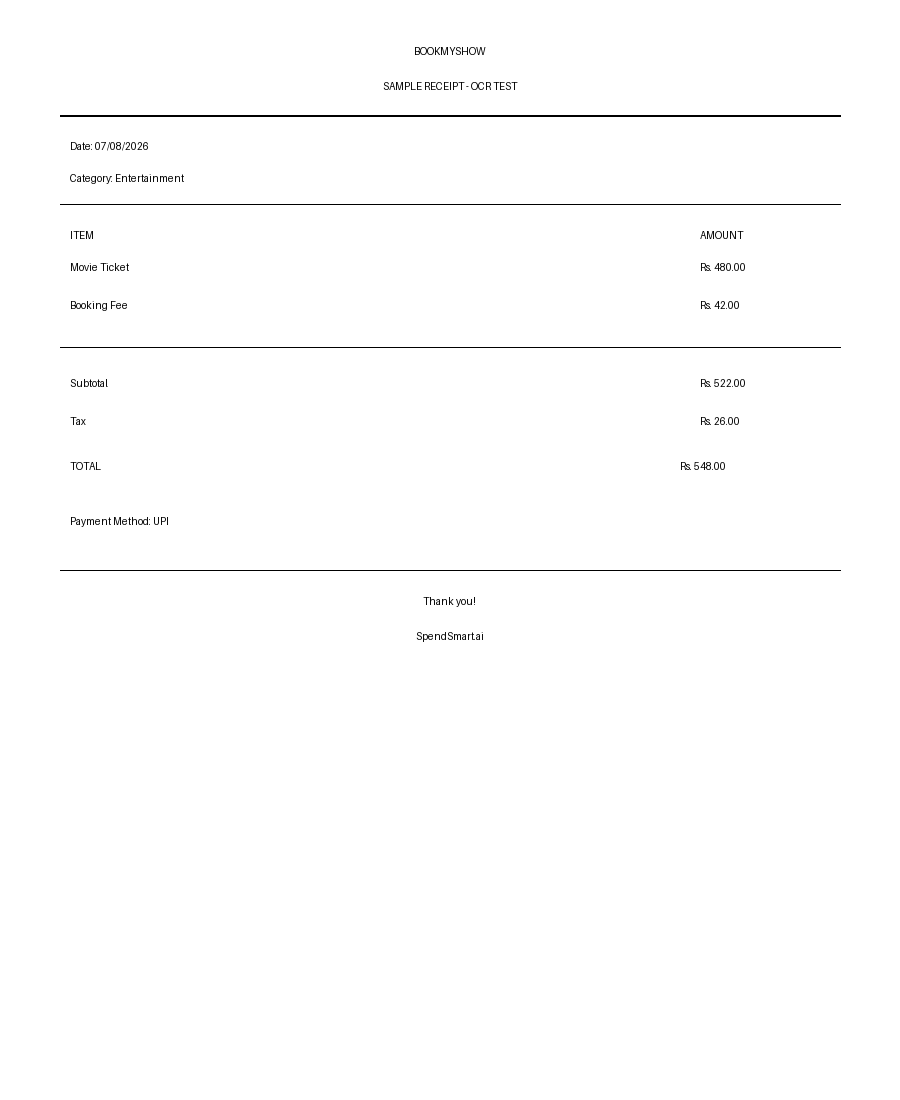 BOOKMYSHOW
SAMPLE RECEIPT - OCR TEST
Date: 07/08/2026
Category: Entertainment
ITEM AMOUNT
Movie Ticket Rs. 480.00
Booking Fee Rs. 42.00
Subtotal Rs. 522.00
Tax Rs. 26.00
TOTAL Rs. 548.00
Payment Method: UPI
Thank you!
SpendSmart.ai